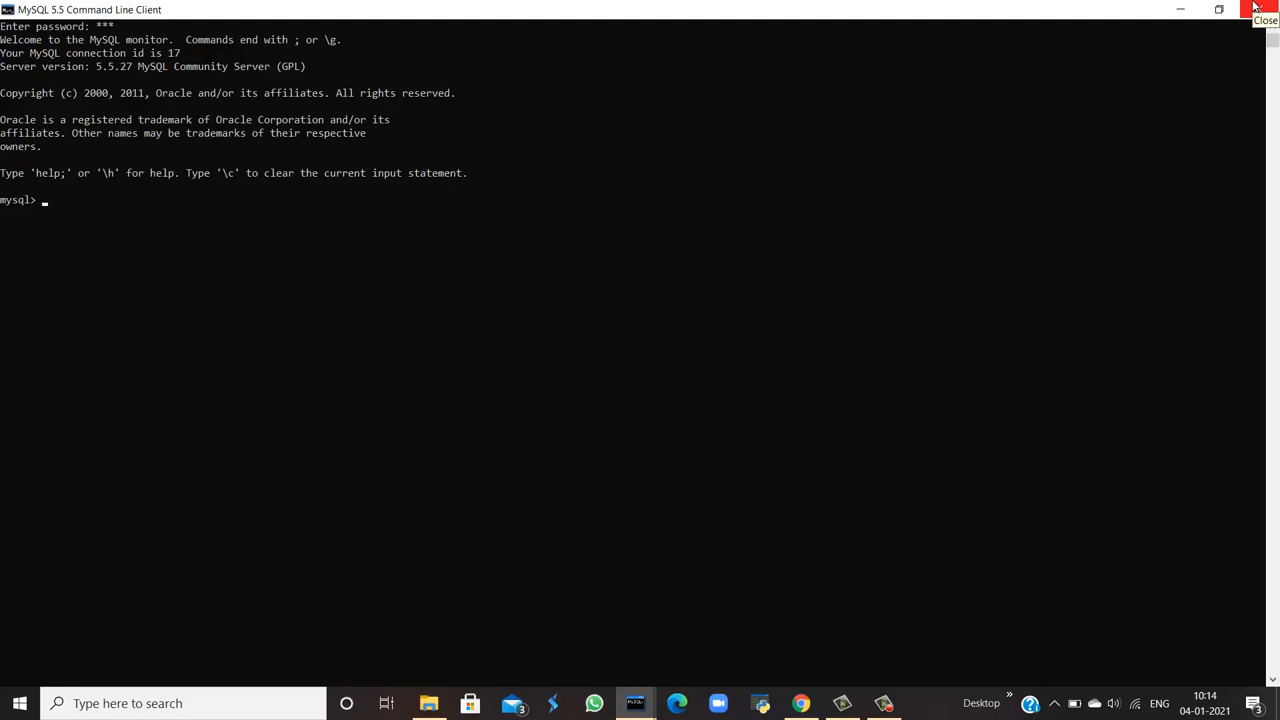 MySQL 5.5 Command Line Client
Close
Enter password: ***
Welcome to the MySQL monitor.  Commands end with ; or \g.
Your MySQL connection id is 17
Server version: 5.5.27 MySQL Community Server (GPL)
Copyright (c) 2000, 2011, Oracle and/or its affiliates. All rights reserved.
Oracle is a registered trademark of Oracle Corporation and/or its
affiliates. Other names may be trademarks of their respective
owners.
Type 'help;' or '\h' for help. Type '\c' to clear the current input statement.
mysql>
Type here to search
3
MySQL
Desktop
»
ENG
10:14
04-01-2021
3